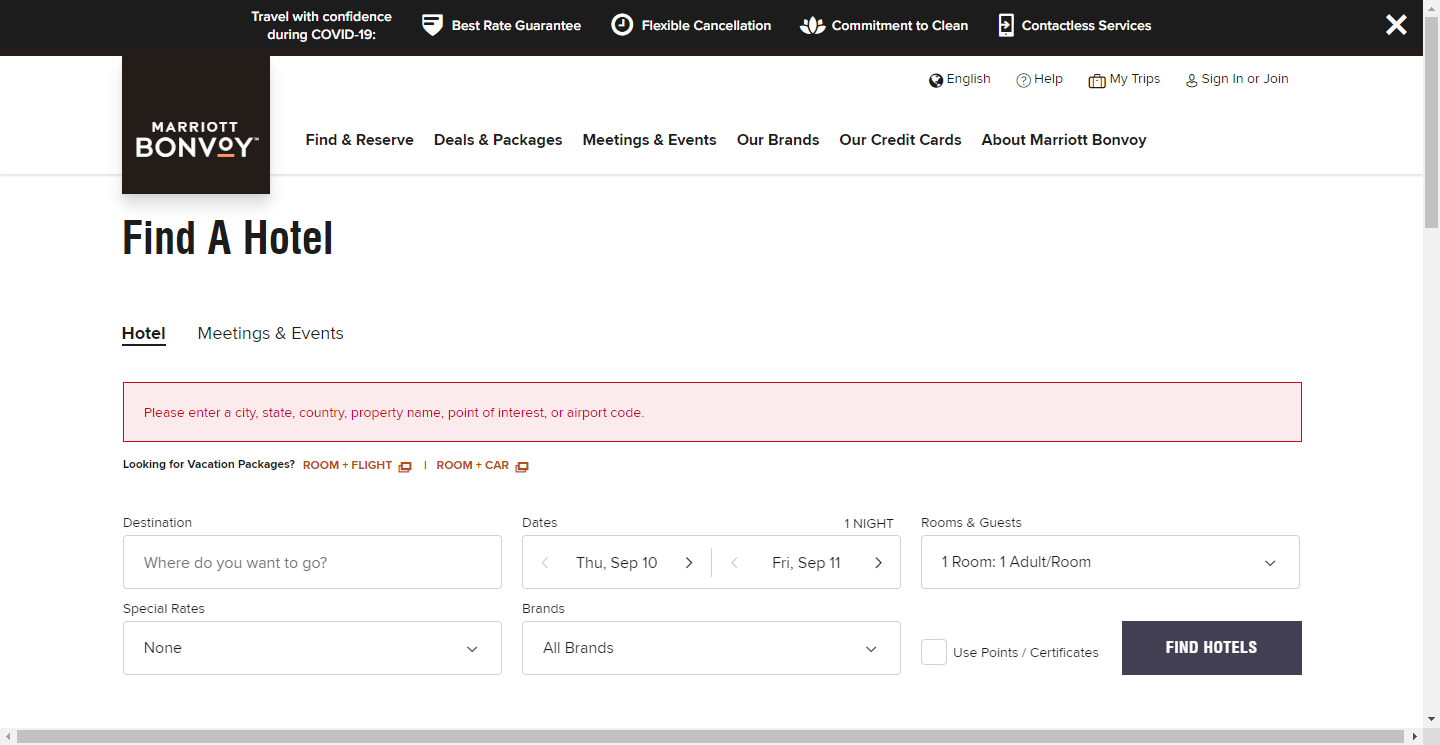 Travel with confidence
during COVID-19:
Best Rate Guarantee
Flexible Cancellation
Commitment to Clean
Contactless Services
English
Help
My Trips
Sign In or Join
MARRIOTT
BONVOY™
Find & Reserve
Deals & Packages
Meetings & Events
Our Brands
Our Credit Cards
About Marriott Bonvoy
Find A Hotel
Hotel
Meetings & Events
Please enter a city, state, country, property name, point of interest, or airport code.
Looking for Vacation Packages? ROOM + FLIGHT | ROOM + CAR
Destination
Dates
1 NIGHT
Rooms & Guests
Where do you want to go?
Thu, Sep 10
Fri, Sep 11
1 Room: 1 Adult/Room
Special Rates
Brands
None
All Brands
Use Points / Certificates
FIND HOTELS